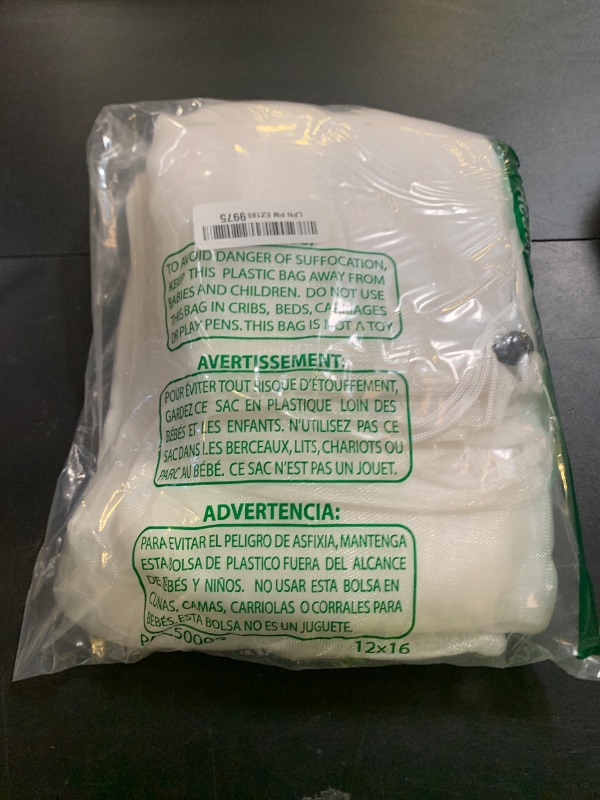 LPN PM EZ185 9975
TO AVOID DANGER OF SUFFOCATION,
KEEP THIS PLASTIC BAG AWAY FROM
BABIES AND CHILDREN. DO NOT USE
THIS BAG IN CRIBS, BEDS, CARRIAGES
OR PLAY PENS. THIS BAG IS NOT A TOY.
AVERTISSEMENT:
POUR ÉVITER TOUT RISQUE D'ÉTOUFFEMENT,
GARDEZ CE SAC EN PLASTIQUE LOIN DES
BÉBÉS ET LES ENFANTS. N'UTILISEZ PAS CE
SAC DANS LES BERCEAUX, LITS, CHARIOTS OU
PARC AU BÉBÉ. CE SAC N'EST PAS UN JOUET.
ADVERTENCIA:
PARA EVITAR EL PELIGRO DE ASFIXIA, MANTENGA
ESTA BOLSA DE PLASTICO FUERA DEL ALCANCE
DE BEBÉS Y NIÑOS. NO USAR ESTA BOLSA EN
CUNAS, CAMAS, CARRIOLAS O CORRALES PARA
BEBÉS. ESTA BOLSA NO ES UN JUGUETE.
12x16